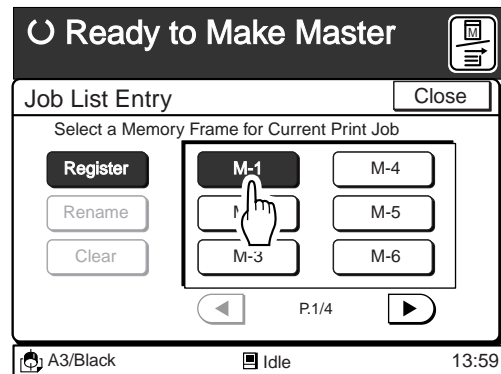 Ready to Make Master
M
Job List Entry
Close
Select a Memory Frame for Current Print Job
Register
M-1
M-4
Rename
M-5
Clear
M-3
M-6
P.1/4
A3/Black
Idle
13:59